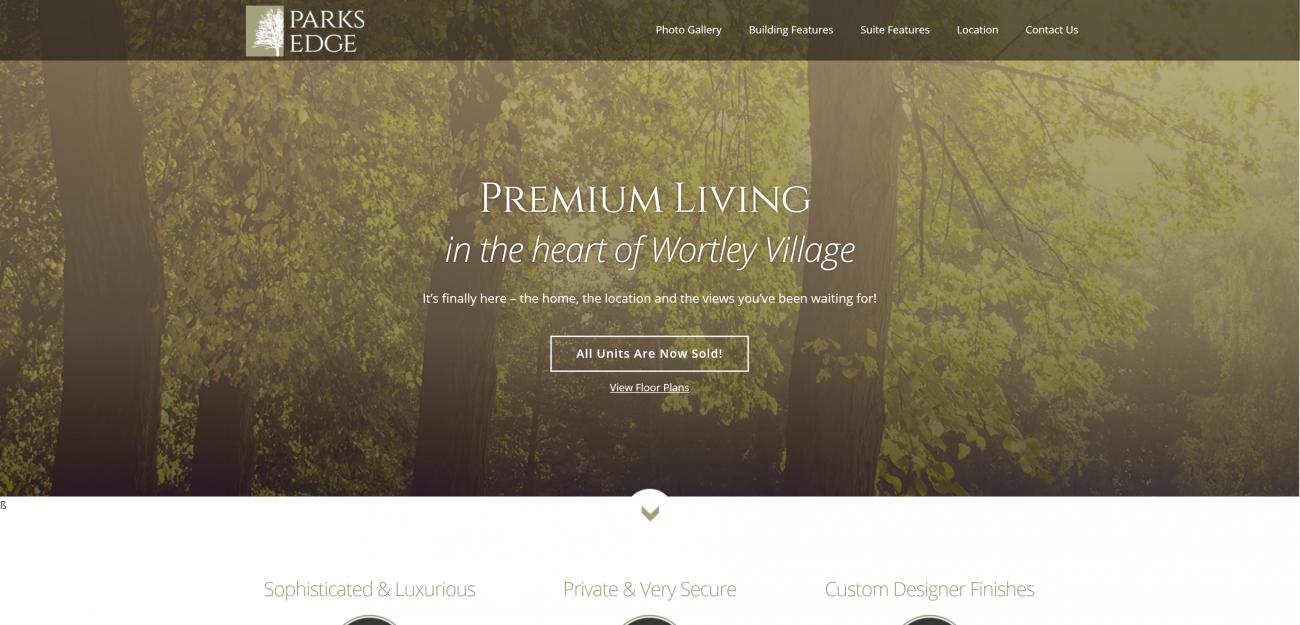 PARKS
EDGE
Photo Gallery
Building Features
Suite Features
Location
Contact Us
Premium Living
in the heart of Wortley Village
It's finally here – the home, the location and the views you've been waiting for!
All Units Are Now Sold!
View Floor Plans
ß
Sophisticated & Luxurious
Private & Very Secure
Custom Designer Finishes